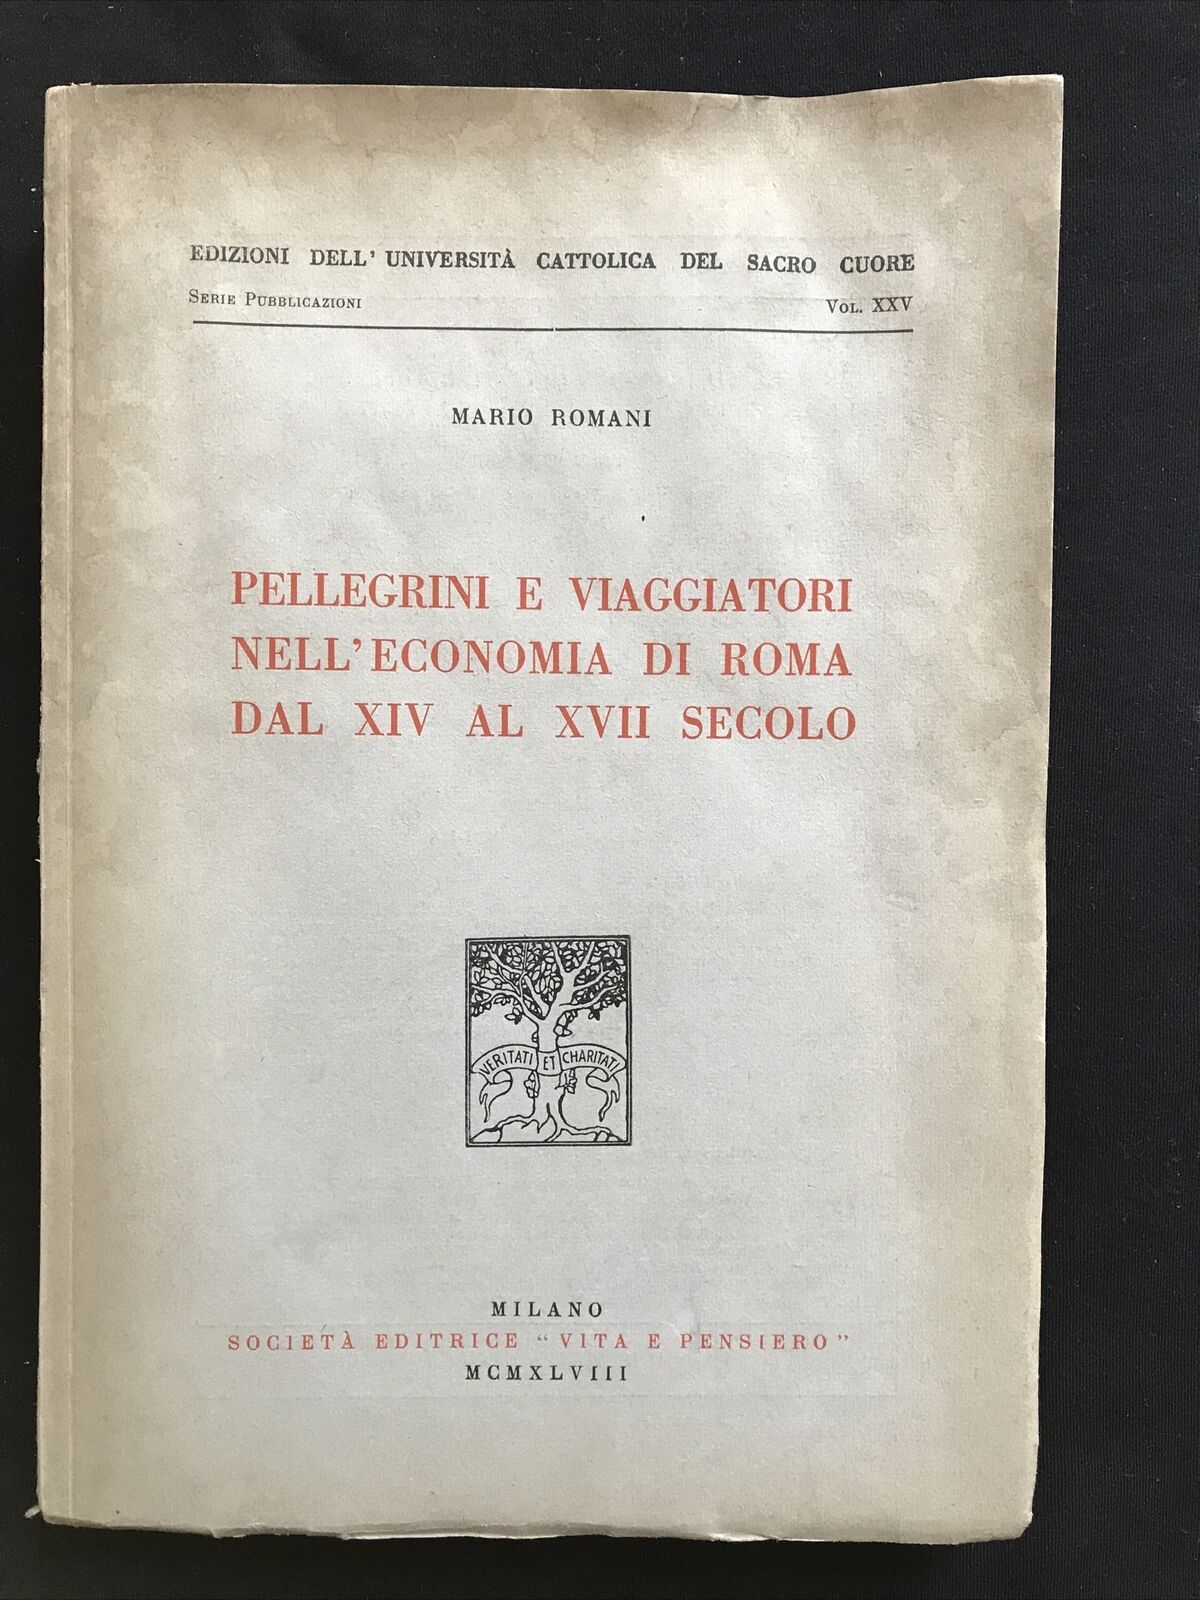 EDIZIONI DELL' UNIVERSITÀ CATTOLICA DEL SACRO CUORE
SERIE PUBBLICAZIONI VOL. XXV
MARIO ROMANI
PELLEGRINI E VIAGGIATORI
NELL'ECONOMIA DI ROMA
DAL XIV AL XVII SECOLO
VERITATI ET CHARITATI
MILANO
SOCIETÀ EDITRICE "VITA E PENSIERO"
MCMXLVIII